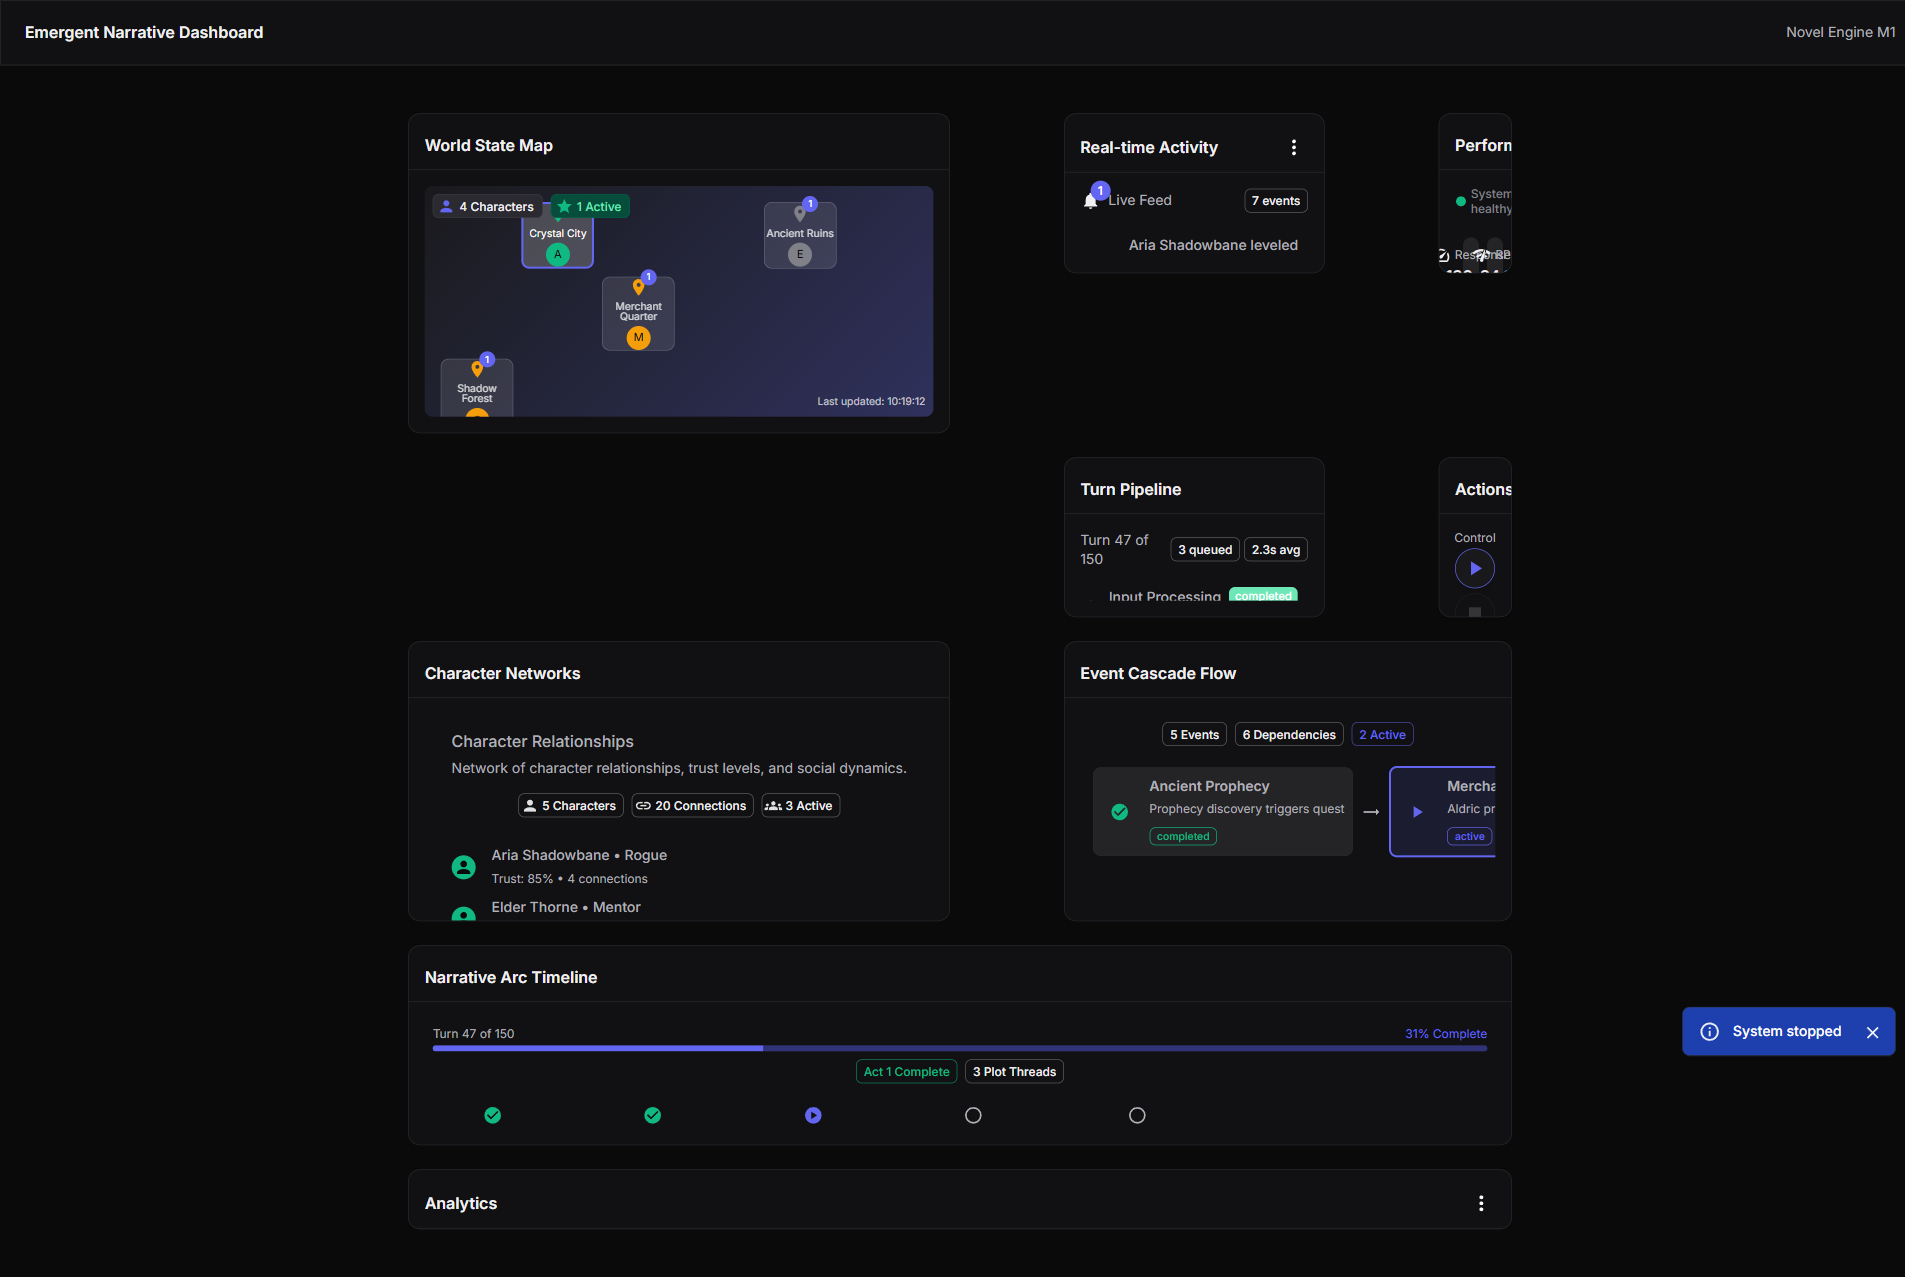 Emergent Narrative Dashboard
Novel Engine M1
World State Map
4 Characters
1 Active
Crystal City
A
1
Ancient Ruins
E
1
Merchant
Quarter
M
1
Shadow
Forest
Last updated: 10:19:12
Real-time Activity
1
Live Feed
7 events
Aria Shadowbane leveled
Perform
System
healthy
Turn Pipeline
Turn 47 of
150
3 queued
2.3s avg
Input Processing
completed
Actions
Control
Character Networks
Character Relationships
Network of character relationships, trust levels, and social dynamics.
5 Characters
20 Connections
3 Active
Aria Shadowbane • Rogue
Trust: 85% • 4 connections
Elder Thorne • Mentor
Event Cascade Flow
5 Events
6 Dependencies
2 Active
Ancient Prophecy
Prophecy discovery triggers quest
completed
→
Mercha
Aldric pr
active
Narrative Arc Timeline
Turn 47 of 150
31% Complete
Act 1 Complete
3 Plot Threads
System stopped
Analytics